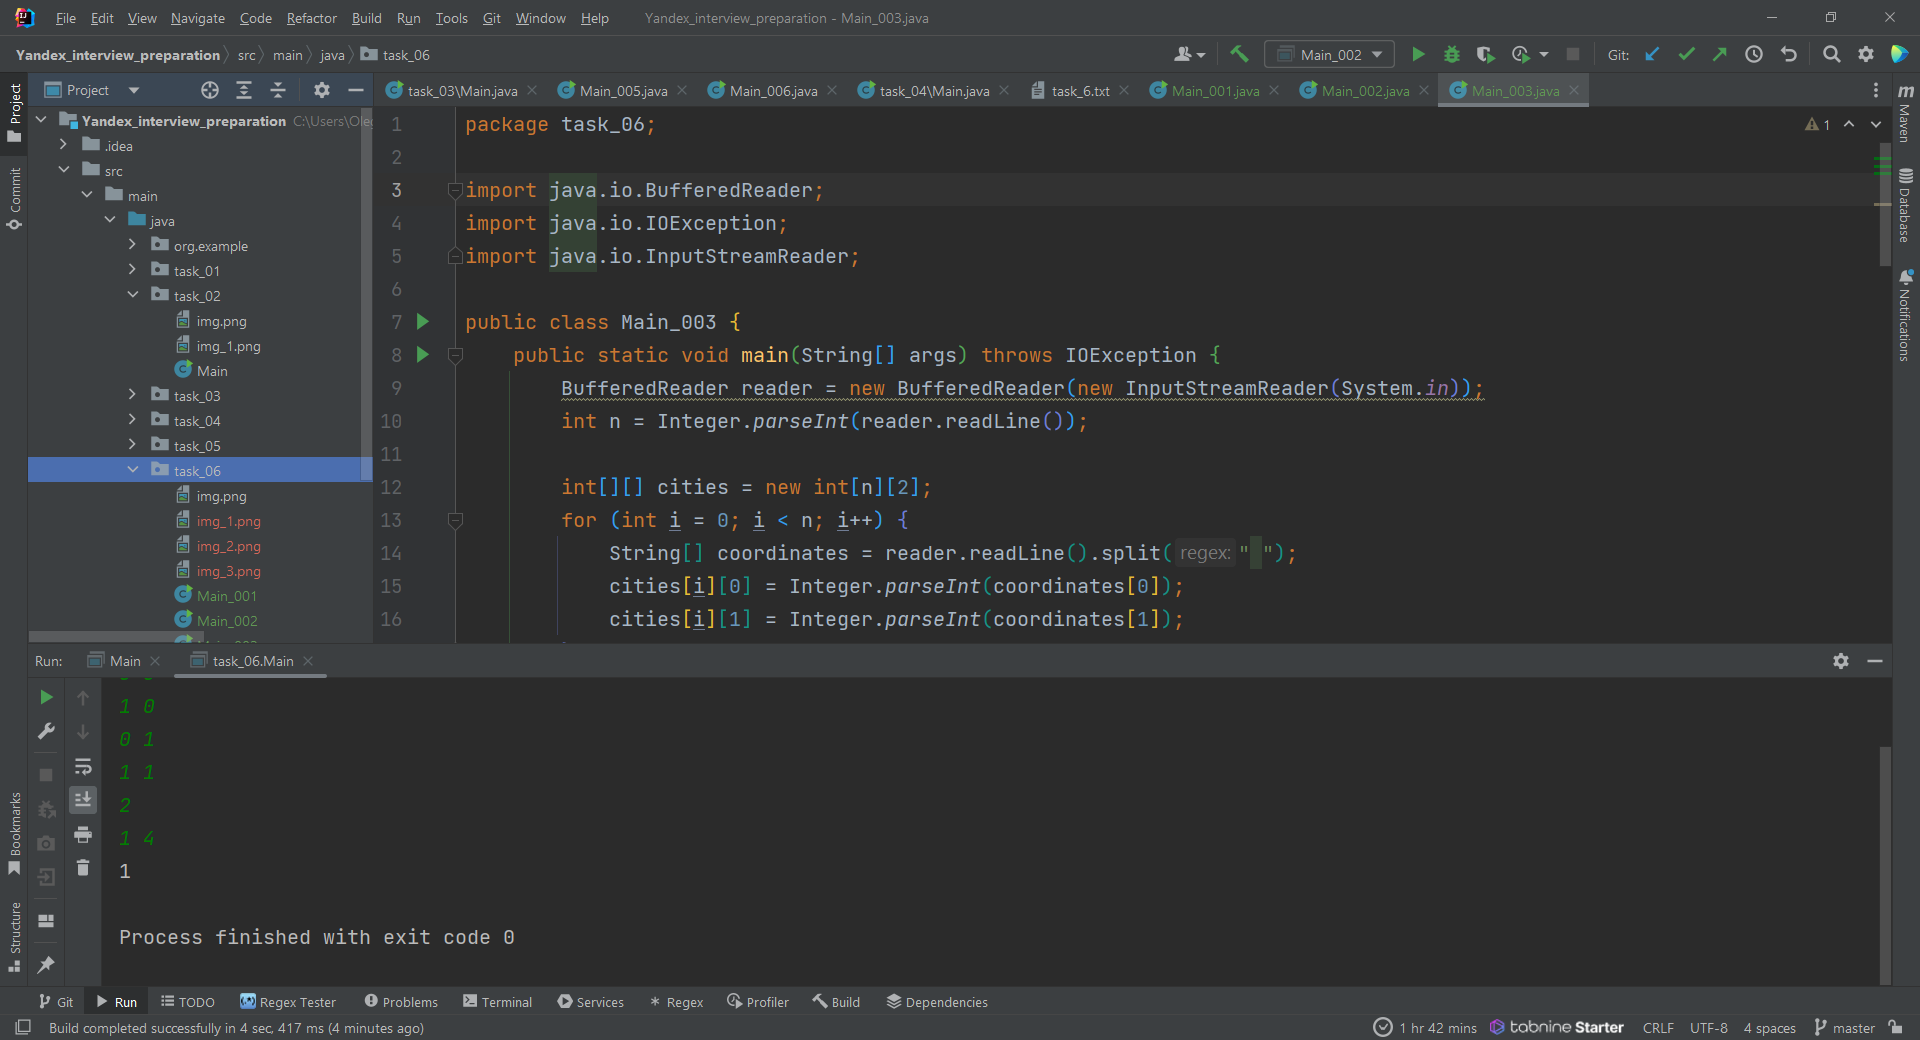 File Edit View Navigate Code Refactor Build Run Tools Git Window Help Yandex_interview_preparation - Main_003.java
Yandex_interview_preparation src main java task_06 Main_002 Git:
Project
task_03\Main.java Main_005.java Main_006.java task_04\Main.java task_6.txt Main_001.java Main_002.java Main_003.java
Project
Commit
Bookmarks
Structure
Yandex_interview_preparation C:\Users\Oleg
.idea
src
main
java
org.example
task_01
task_02
img.png
img_1.png
Main
task_03
task_04
task_05
task_06
img.png
img_1.png
img_2.png
img_3.png
Main_001
Main_002
1 package task_06;
2
3 import java.io.BufferedReader;
4 import java.io.IOException;
5 import java.io.InputStreamReader;
6
7 public class Main_003 {
8 public static void main(String[] args) throws IOException {
9 BufferedReader reader = new BufferedReader(new InputStreamReader(System.in));
10 int n = Integer.parseInt(reader.readLine());
11
12 int[][] cities = new int[n][2];
13 for (int i = 0; i < n; i++) {
14 String[] coordinates = reader.readLine().split( regex: " ");
15 cities[i][0] = Integer.parseInt(coordinates[0]);
16 cities[i][1] = Integer.parseInt(coordinates[1]);
1
m Maven
Database
Notifications
Run: Main task_06.Main
1 0
0 1
1 1
2
1 4
1
Process finished with exit code 0
Git Run TODO Regex Tester Problems Terminal Services Regex Profiler Build Dependencies
Build completed successfully in 4 sec, 417 ms (4 minutes ago) 1 hr 42 mins tabnine Starter CRLF UTF-8 4 spaces master